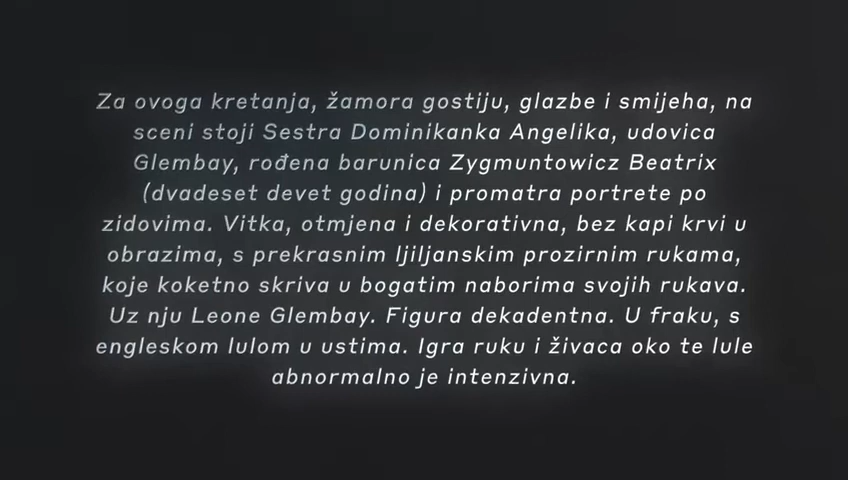 Za ovoga kretanja, žamora gostiju, glazbe i smijeha, na
sceni stoji Sestra Dominikanka Angelika, udovica
Glembay, rođena barunica Zygmuntowicz Beatrix
(dvadeset devet godina) i promatra portrete po
zidovima. Vitka, otmjena i dekorativna, bez kapi krvi u
obrazima, s prekrasnim ljiljanskim prozirnim rukama,
koje koketno skriva u bogatim naborima svojih rukava.
Uz nju Leone Glembay. Figura dekadentna. U fraku, s
engleskom lulom u ustima. Igra ruku i živaca oko te lule
abnormalno je intenzivna.